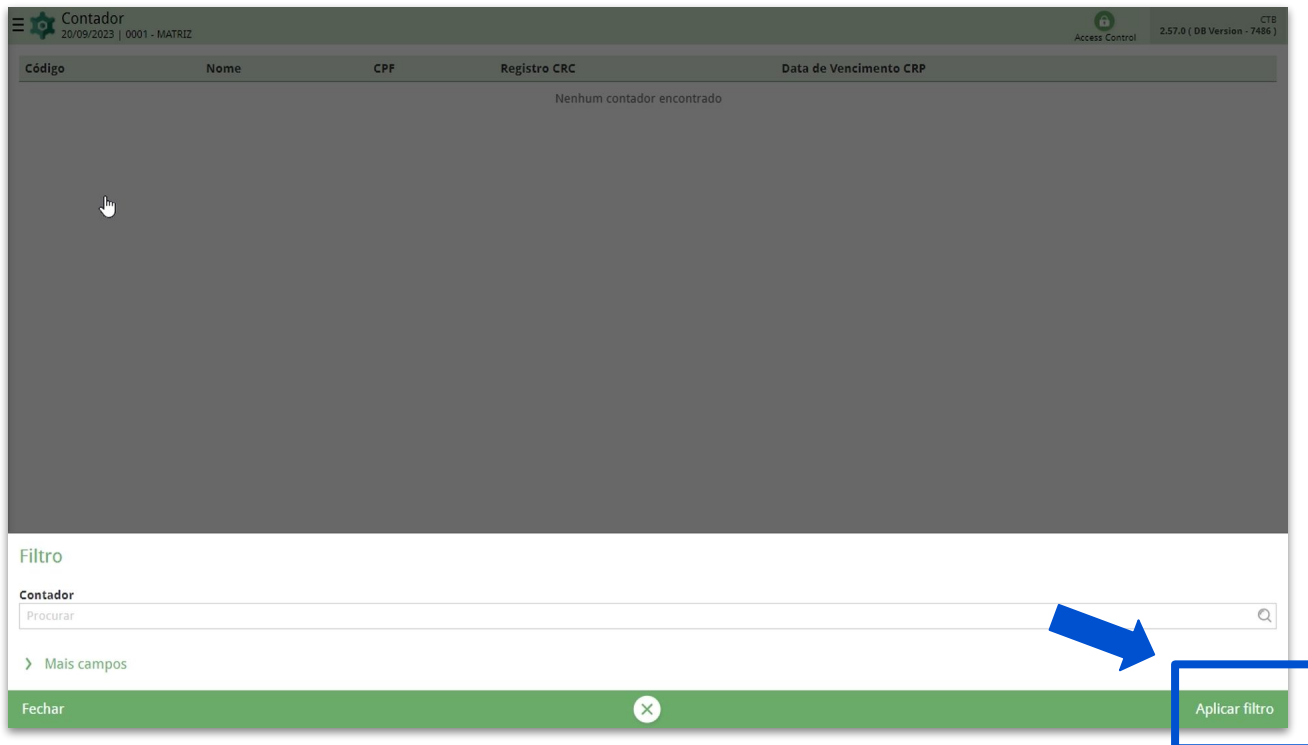 Contador
20/09/2023 | 0001 - MATRIZ
Access Control
CTB
2.57.0 ( DB Version - 7486 )
Código Nome CPF Registro CRC Data de Vencimento CRP
Nenhum contador encontrado
Filtro
Contador
Procurar
Mais campos
Fechar Aplicar filtro